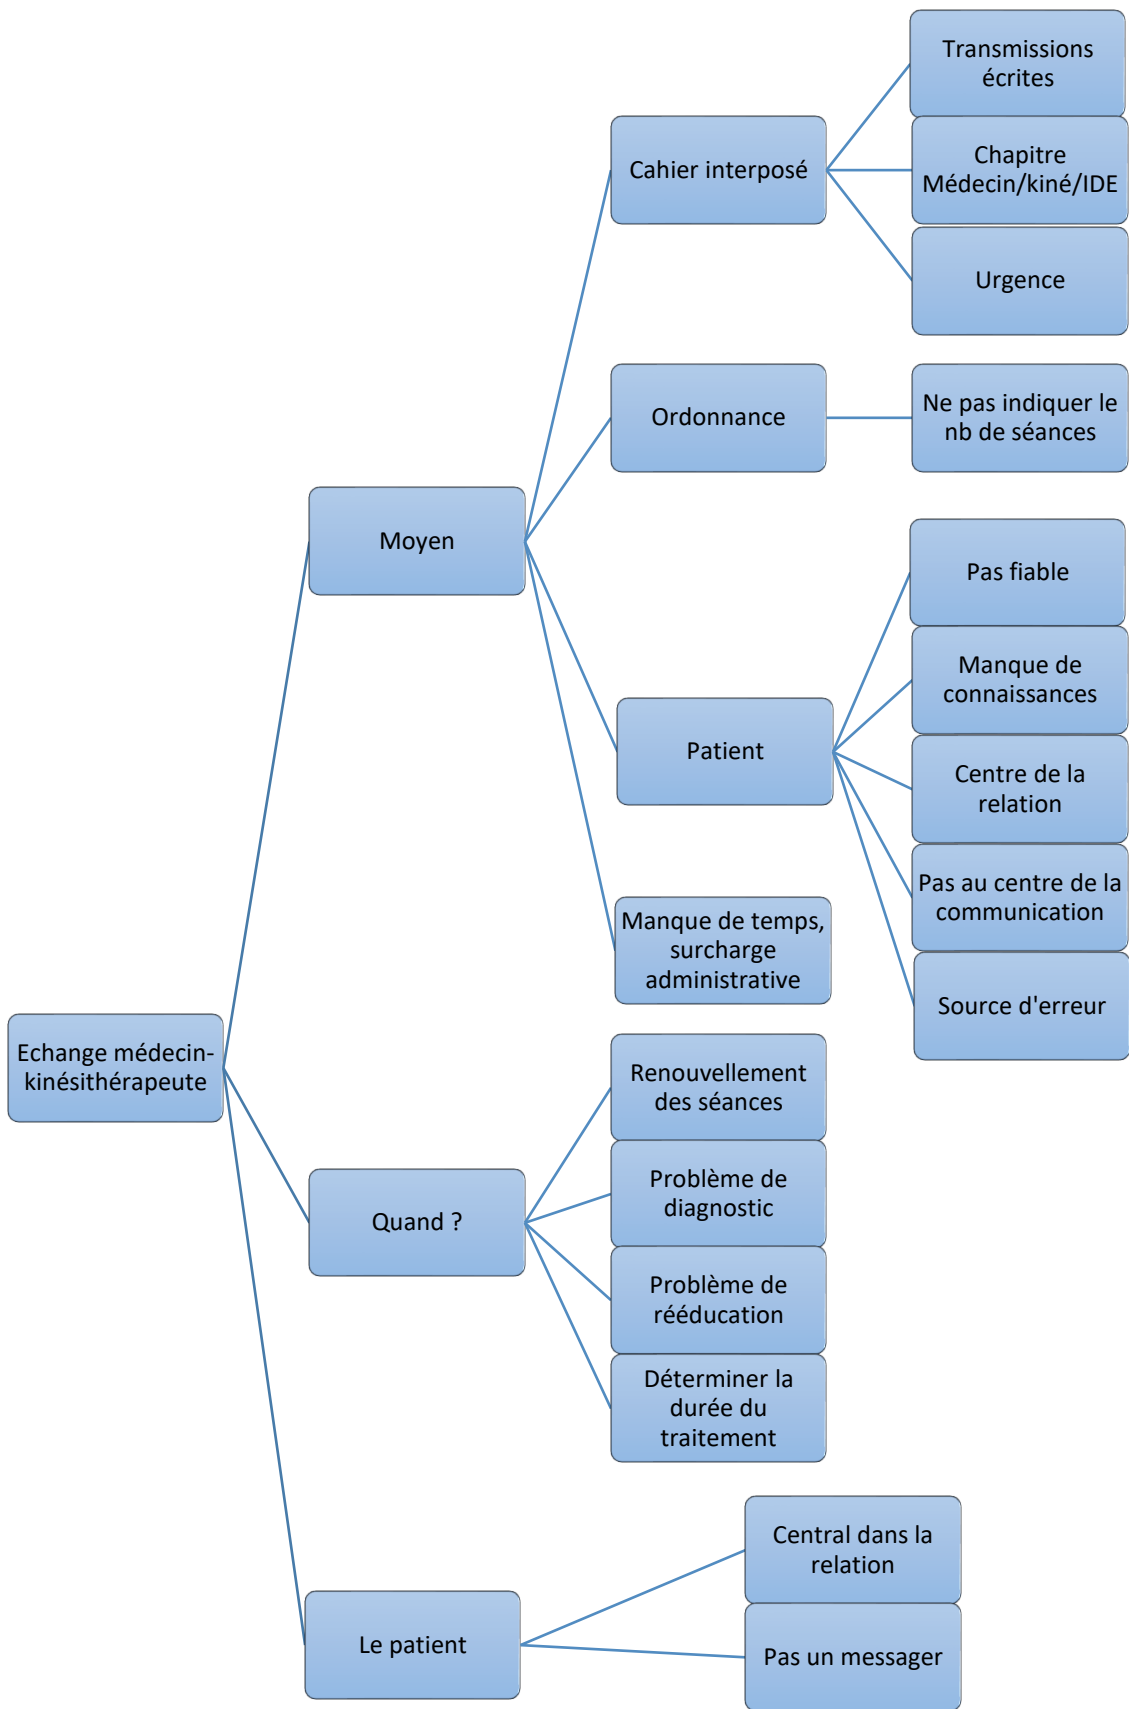 Transmissions
écrites
Cahier interposé
Chapitre
Médecin/kiné/IDE
Urgence
Ordonnance
Ne pas indiquer le
nb de séances
Moyen
Pas fiable
Manque de
connaissances
Patient
Centre de la
relation
Pas au centre de la
communication
Source d'erreur
Manque de temps,
surcharge
administrative
Echange médecin-
kinésithérapeute
Renouvellement
des séances
Problème de
diagnostic
Quand ?
Problème de
rééducation
Déterminer la
durée du
traitement
Central dans la
relation
Le patient
Pas un messager